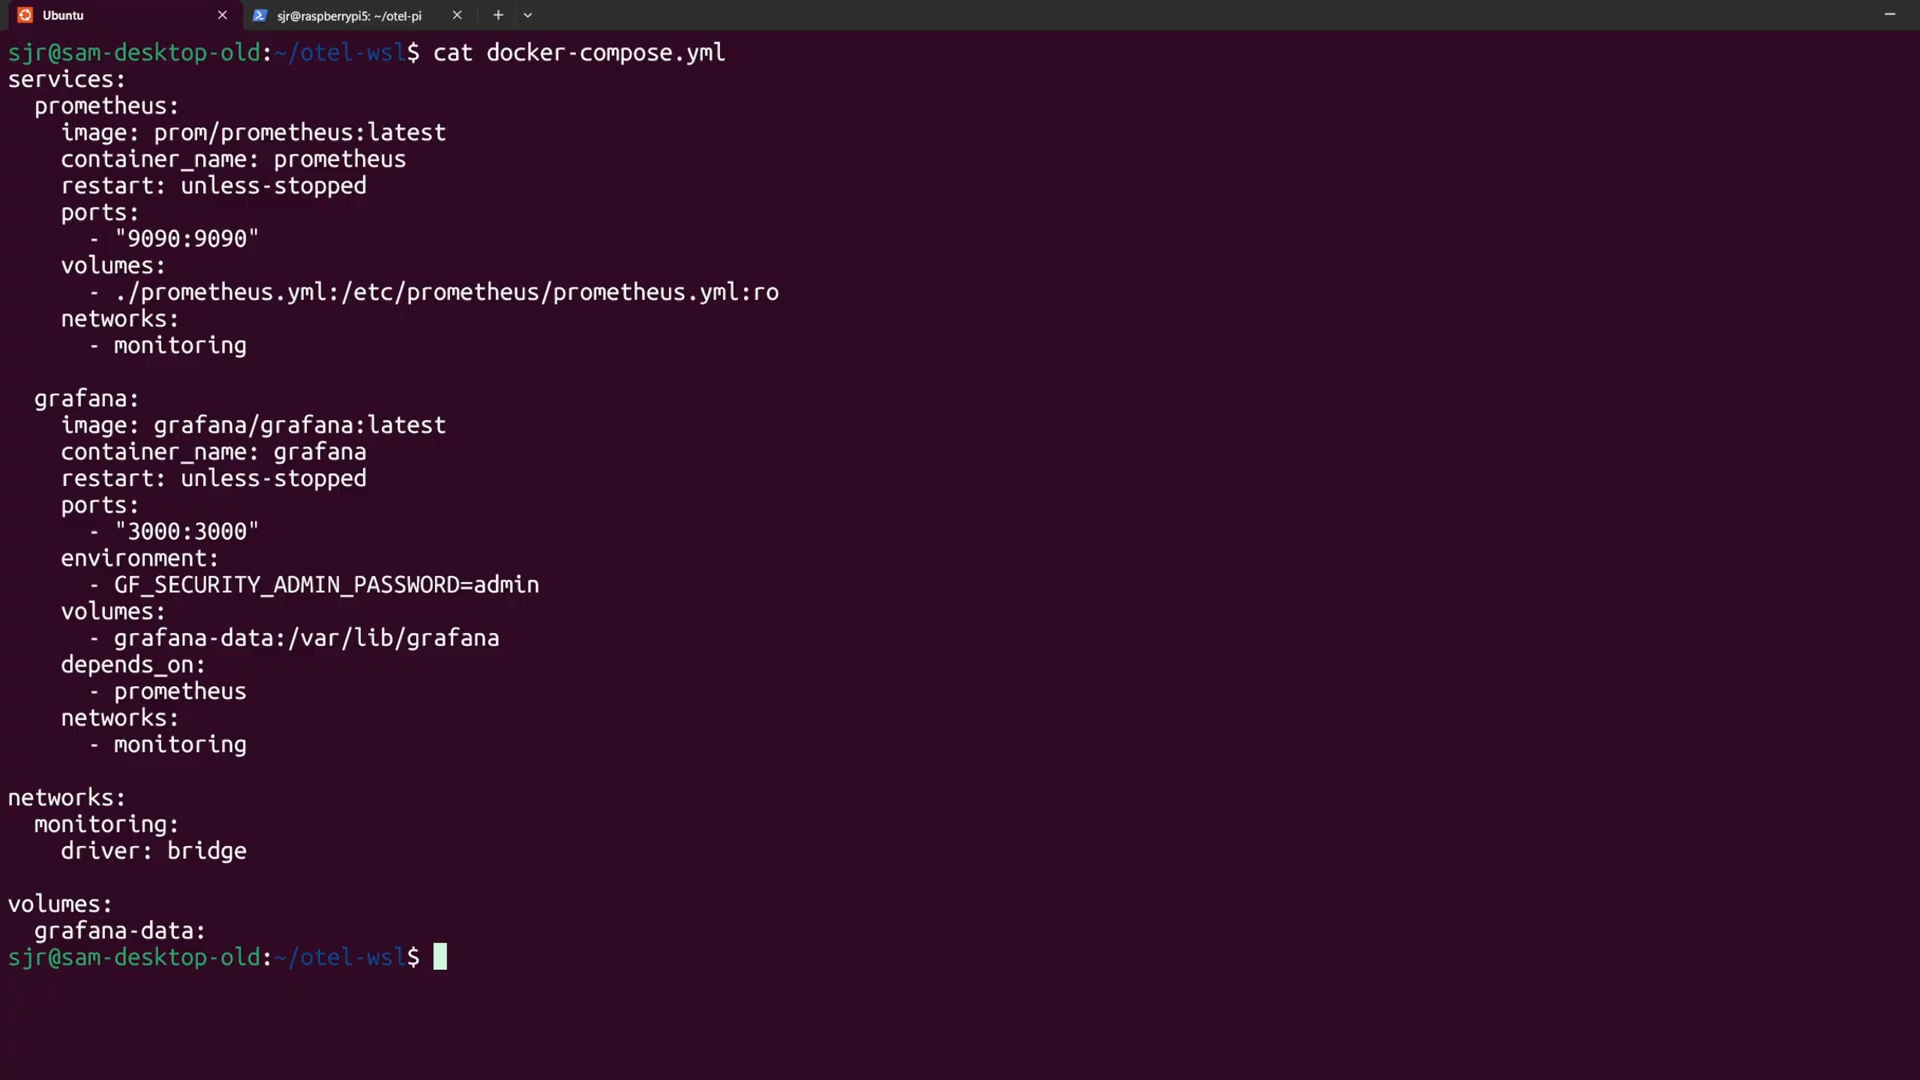 Ubuntu
sjr@raspberrypi5: ~/otel-pi
sjr@sam-desktop-old:~/otel-wsl$ cat docker-compose.yml
services:
  prometheus:
    image: prom/prometheus:latest
    container_name: prometheus
    restart: unless-stopped
    ports:
      - "9090:9090"
    volumes:
      - ./prometheus.yml:/etc/prometheus/prometheus.yml:ro
    networks:
      - monitoring

  grafana:
    image: grafana/grafana:latest
    container_name: grafana
    restart: unless-stopped
    ports:
      - "3000:3000"
    environment:
      - GF_SECURITY_ADMIN_PASSWORD=admin
    volumes:
      - grafana-data:/var/lib/grafana
    depends_on:
      - prometheus
    networks:
      - monitoring

networks:
  monitoring:
    driver: bridge

volumes:
  grafana-data:
sjr@sam-desktop-old:~/otel-wsl$